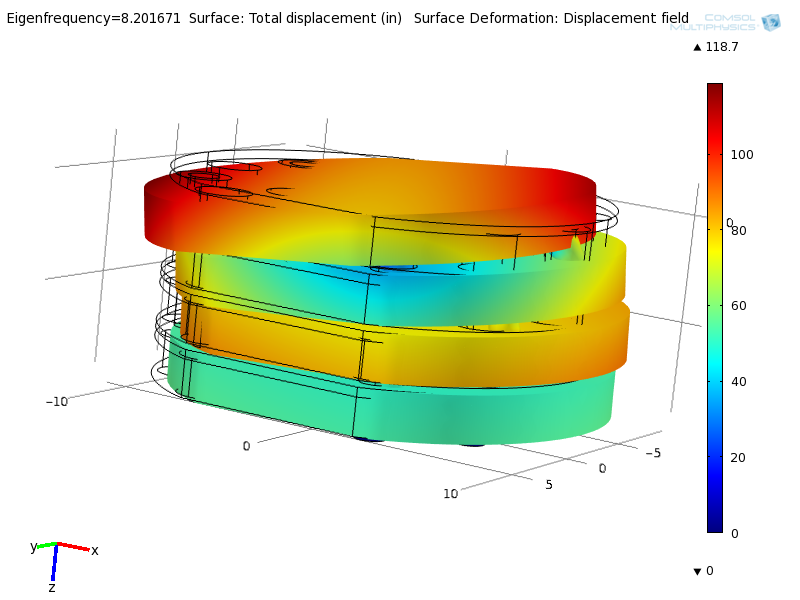 Eigenfrequency=8.201671 Surface: Total displacement (in) Surface Deformation: Displacement field
COMSOL
MULTIPHYSICS
▲ 118.7
100
0
80
60
40
20
0
−10
0
10
5
0
−5
▼ 0
y
x
z